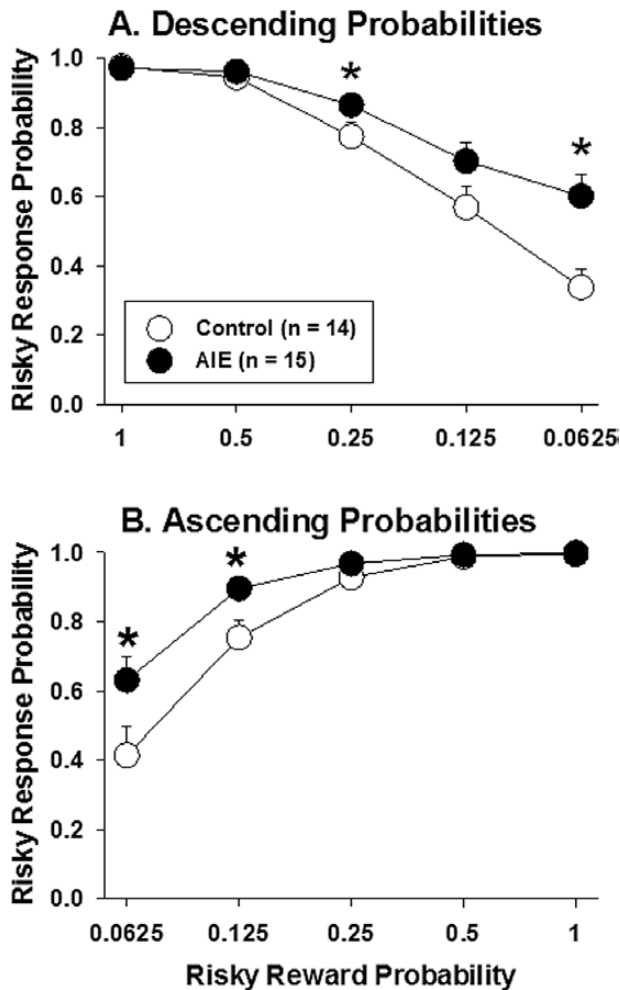 A. Descending Probabilities
Risky Response Probability
1.0
0.8
0.6
0.4
0.2
0.0
*
*
Control (n = 14)
AIE (n = 15)
1 0.5 0.25 0.125 0.0625
B. Ascending Probabilities
Risky Response Probability
1.0
0.8
0.6
0.4
0.2
0.0
*
*
0.0625 0.125 0.25 0.5 1
Risky Reward Probability